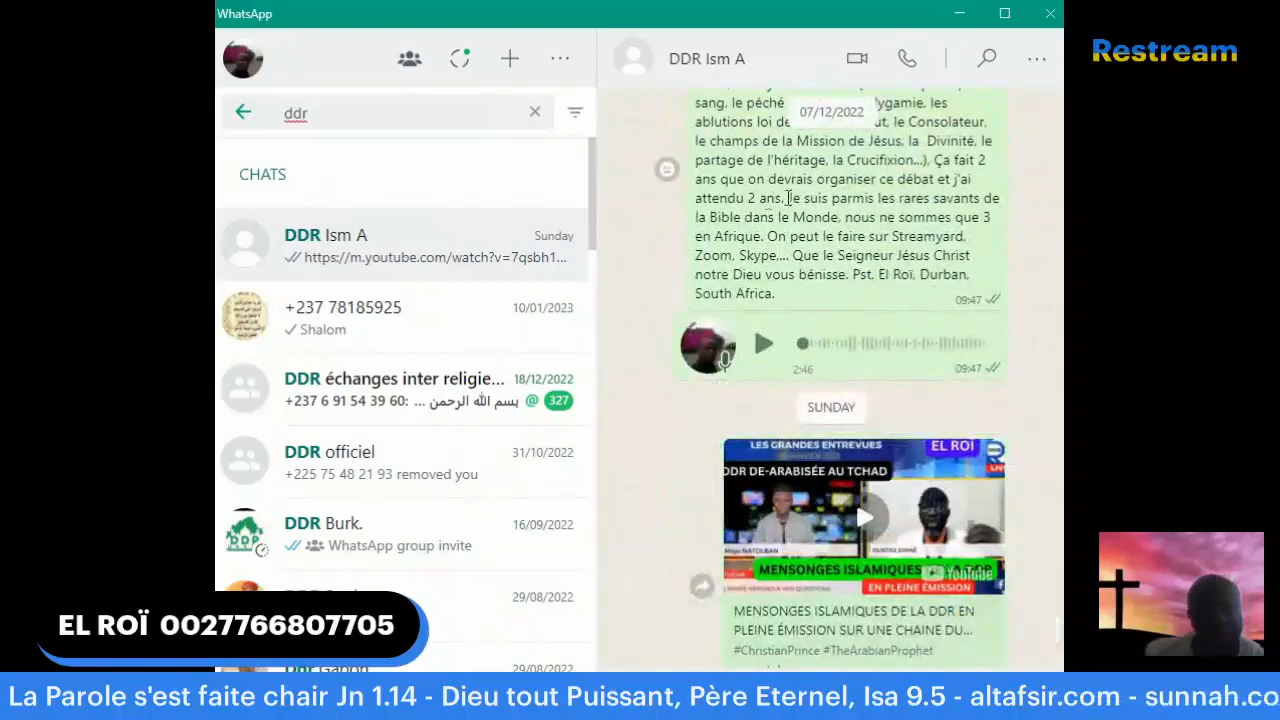 WhatsApp
Restream
DDR Ism A
ddr
CHATS
DDR Ism A
Sunday
https://m.youtube.com/watch?v=7qsbh1...
+237 78185925
10/01/2023
Shalom
DDR échanges inter religie...
18/12/2022
+237 6 91 54 39 60: ... بسم الله الرحمن
@ 327
DDR officiel
31/10/2022
+225 75 48 21 93 removed you
DDR Burk.
16/09/2022
WhatsApp group invite
29/08/2022
29/08/2022
sang, le péché
lygamie, les
07/12/2022
ablutions loi de
ut, le Consolateur,
le champs de la Mission de Jésus, la Divinité, le
partage de l'héritage, la Crucifixion...), Ça fait 2
ans que on devrais organiser ce débat et j'ai
attendu 2 ans. Je suis parmis les rares savants de
la Bible dans le Monde, nous ne sommes que 3
en Afrique. On peut le faire sur Streamyard,
Zoom, Skype,... Que le Seigneur Jésus Christ
notre Dieu vous bénisse. Pst. El Roï, Durban,
South Africa.
09:47
2:46
09:47
SUNDAY
LES GRANDES ENTREVUES
EL ROÏ
DDR DE-ARABISÉE AU TCHAD
MENSONGES ISLAMIQUES
YouTube
EN PLEINE ÉMISSION
MENSONGES ISLAMIQUES DE LA DDR EN
PLEINE ÉMISSION SUR UNE CHAINE DU...
#ChristianPrince #TheArabianProphet
EL ROÏ 0027766807705
La Parole s'est faite chair Jn 1.14 - Dieu tout Puissant, Père Eternel, Isa 9.5 - altafsir.com - sunnah.co